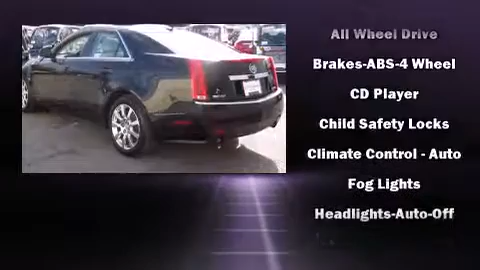 All Wheel Drive
Brakes-ABS-4 Wheel
CD Player
Child Safety Locks
Climate Control - Auto
Fog Lights
Headlights-Auto-Off